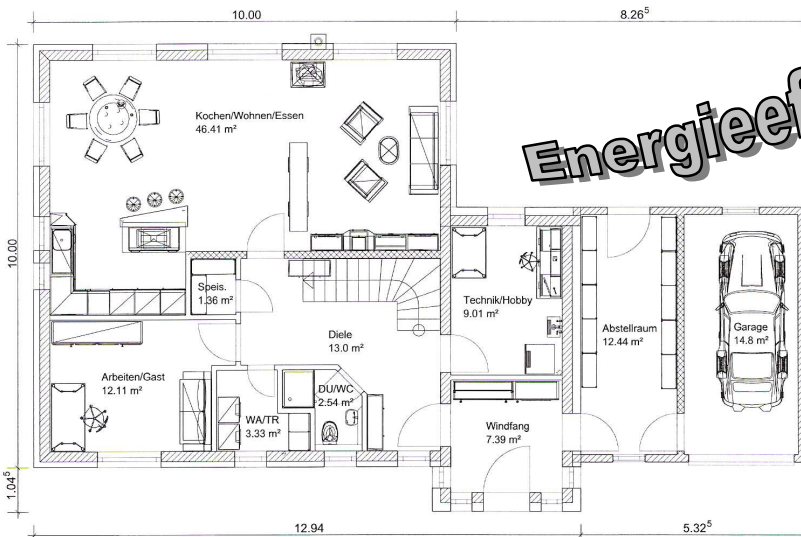 10.00
8.26⁵
Energieef
Kochen/Wohnen/Essen
46.41 m²
10.00
Speis.
1.36 m²
Technik/Hobby
9.01 m²
Diele
13.0 m²
Abstellraum
12.44 m²
Garage
14.8 m²
Arbeiten/Gast
12.11 m²
DU/WC
2.54 m²
WA/TR
3.33 m²
Windfang
7.39 m²
1.04⁵
12.94
5.32⁵